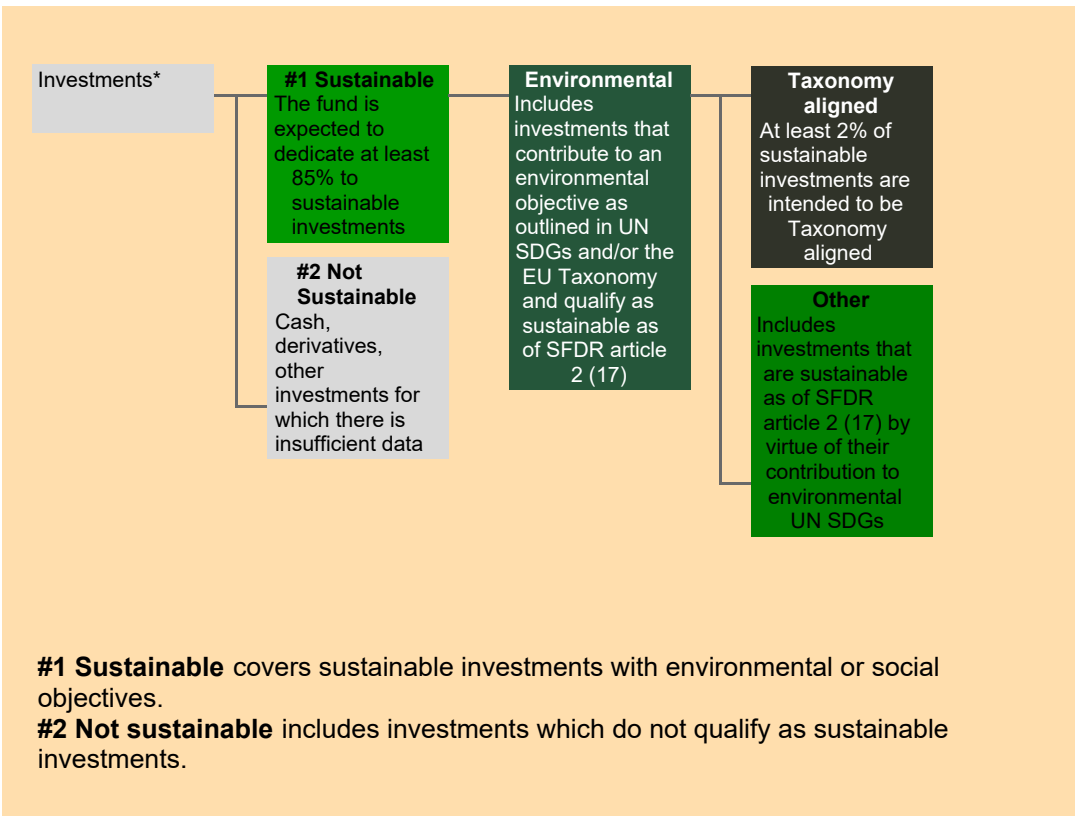 Investments*
#1 Sustainable
The fund is
expected to
dedicate at least
85% to
sustainable
investments
#2 Not
Sustainable
Cash,
derivatives,
other
investments for
which there is
insufficient data
Environmental
Includes
investments that
contribute to an
environmental
objective as
outlined in UN
SDGs and/or the
EU Taxonomy
and qualify as
sustainable as
of SFDR article
2 (17)
Taxonomy
aligned
At least 2% of
sustainable
investments are
intended to be
Taxonomy
aligned
Other
Includes
investments that
are sustainable
as of SFDR
article 2 (17) by
virtue of their
contribution to
environmental
UN SDGs
#1 Sustainable covers sustainable investments with environmental or social
objectives.
#2 Not sustainable includes investments which do not qualify as sustainable
investments.